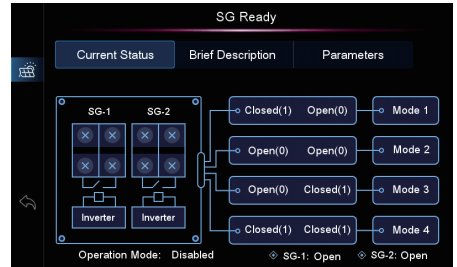 SG Ready
Current Status Brief Description Parameters
SG-1 SG-2
Closed(1) Open(0) Mode 1
Open(0) Open(0) Mode 2
Open(0) Closed(1) Mode 3
Inverter Inverter
Closed(1) Closed(1) Mode 4
Operation Mode: Disabled SG-1: Open SG-2: Open